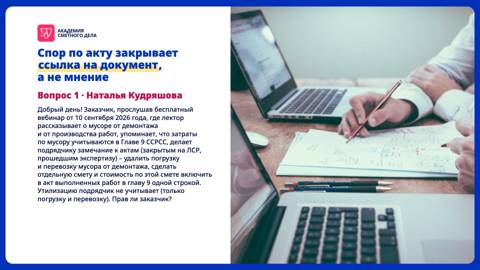 АКАДЕМИЯ
СМЕТНОГО ДЕЛА
Спор по акту закрывает
ссылка на документ,
а не мнение
Вопрос 1 · Наталья Кудряшова
Добрый день! Заказчик, прослушав бесплатный
вебинар от 10 сентября 2026 года, где лектор
рассказывает о мусоре от демонтажа
и от производства работ, упоминает, что затраты
по мусору учитываются в Главе 9 ССРСС, делает
подрядчику замечание к актам (закрытым на ЛСР,
прошедшим экспертизу) – удалить погрузку
и перевозку мусора от демонтажа, сделать
отдельную смету и стоимость по этой смете включить
в акт выполненных работ в главу 9 одной строкой.
Утилизацию подрядчик не учитывает (только
погрузку и перевозку). Прав ли заказчик?